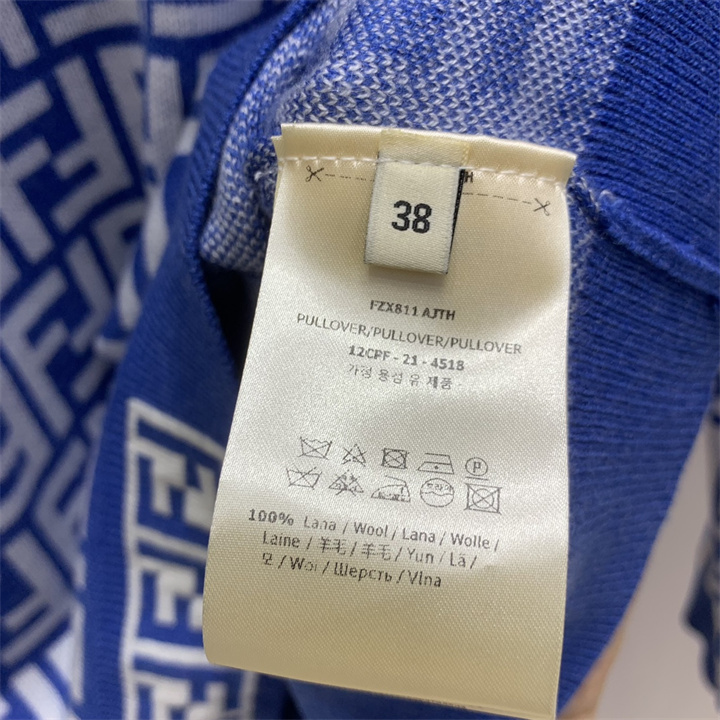 38
FZX811 AJTH
PULLOVER/PULLOVER/PULLOVER
12CPF - 21 - 4518
가정 용섬 유 제품
P
100% Lana / Wool / Lana / Wolle /
Laine / 羊毛 / 羊毛 / Yun / Lã /
모 / Wol / Шерсть / Vlna